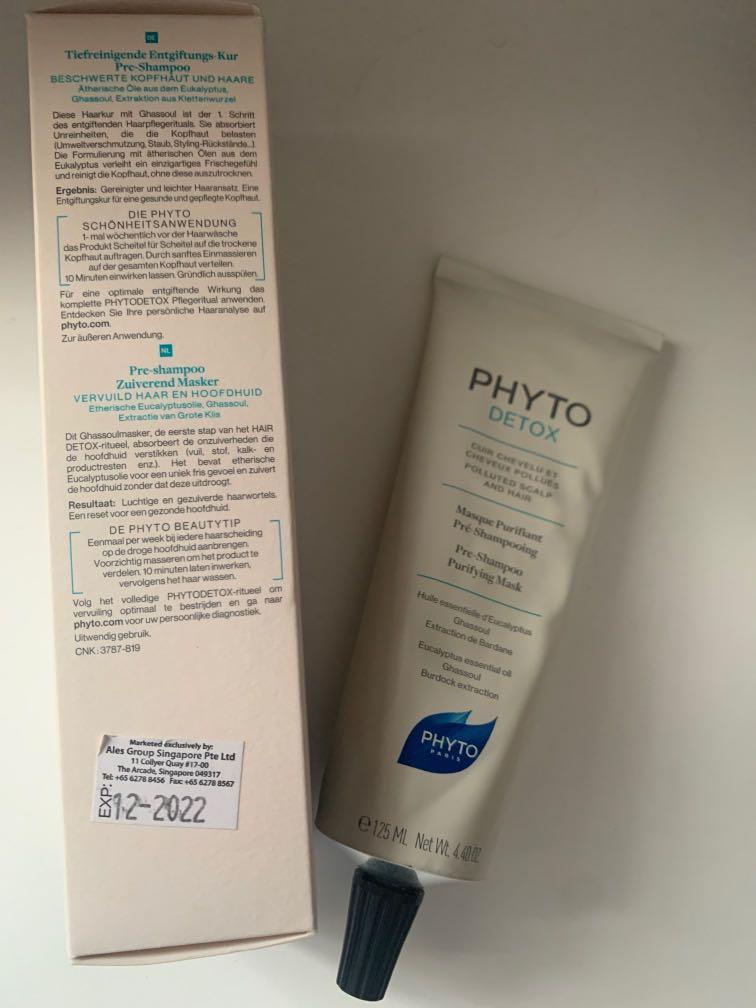 DE
Tiefreinigende Entgiftungs-Kur
Pre-Shampoo
BESCHWERTE KOPFHAUT UND HAARE
Ätherische Öle aus dem Eukalyptus,
Ghassoul, Extraktion aus Klettenwurzel
Diese Haarkur mit Ghassoul ist der 1. Schritt
des entgiftenden Haarpflegerituals. Sie absorbiert
Unreinheiten, die die Kopfhaut belasten
(Umweltverschmutzung, Staub, Styling-Rückstände...).
Die Formulierung mit ätherischen Ölen aus dem
Eukalyptus verleiht ein einzigartiges Frischegefühl
und reinigt die Kopfhaut, ohne diese auszutrocknen.
Ergebnis: Gereinigter und leichter Haaransatz. Eine
Entgiftungskur für eine gesunde und gepflegte Kopfhaut.
DIE PHYTO
SCHÖNHEITSANWENDUNG
1- mal wöchentlich vor der Haarwäsche
das Produkt Scheitel für Scheitel auf die trockene
Kopfhaut auftragen. Durch sanftes Einmassieren
auf der gesamten Kopfhaut verteilen.
10 Minuten einwirken lassen. Gründlich ausspülen.
Für eine optimale entgiftende Wirkung das
komplette PHYTODETOX Pflegeritual anwenden.
Entdecken Sie Ihre persönliche Haaranalyse auf
phyto.com.
Zur äußeren Anwendung.
NL
Pre-shampoo
Zuiverend Masker
VERVUILD HAAR EN HOOFDHUID
Etherische Eucalyptusolie, Ghassoul,
Extractie van Grote Klis
Dit Ghassoulmasker, de eerste stap van het HAIR
DETOX-ritueel, absorbeert de onzuiverheden die
de hoofdhuid verstikken (vuil, stof, kalk- en
productresten enz.). Het bevat etherische
Eucalyptusolie voor een uniek fris gevoel en zuivert
de hoofdhuid zonder dat deze uitdroogt.
Resultaat: Luchtige en gezuiverde haarwortels.
Een reset voor een gezonde hoofdhuid.
DE PHYTO BEAUTYTIP
Eenmaal per week bij iedere haarscheiding
op de droge hoofdhuid aanbrengen.
Voorzichtig masseren om het product te
verdelen. 10 minuten laten inwerken,
vervolgens het haar wassen.
Volg het volledige PHYTODETOX-ritueel om
vervuiling optimaal te bestrijden en ga naar
phyto.com voor uw persoonlijke diagnostiek.
Uitwendig gebruik.
CNK : 3787-819
Marketed exclusively by:
Ales Group Singapore Pte Ltd
11 Collyer Quay #17-00
The Arcade, Singapore 049317
Tel: +65 6278 8456 Fax: +65 6278 8567
EXP:
12-2022
PHYTO
DETOX
CUIR CHEVELU ET
CHEVEUX POLLUÉS
POLLUTED SCALP
AND HAIR
Masque Purifiant
Pré-Shampooing
Pre-Shampoo
Purifying Mask
Huile essentielle d'Eucalyptus
Ghassoul
Extraction de Bardane
Eucalyptus essential oil
Ghassoul
Burdock extraction
PHYTO
PARIS
℮ 125 ML Net Wt. 4.40 OZ